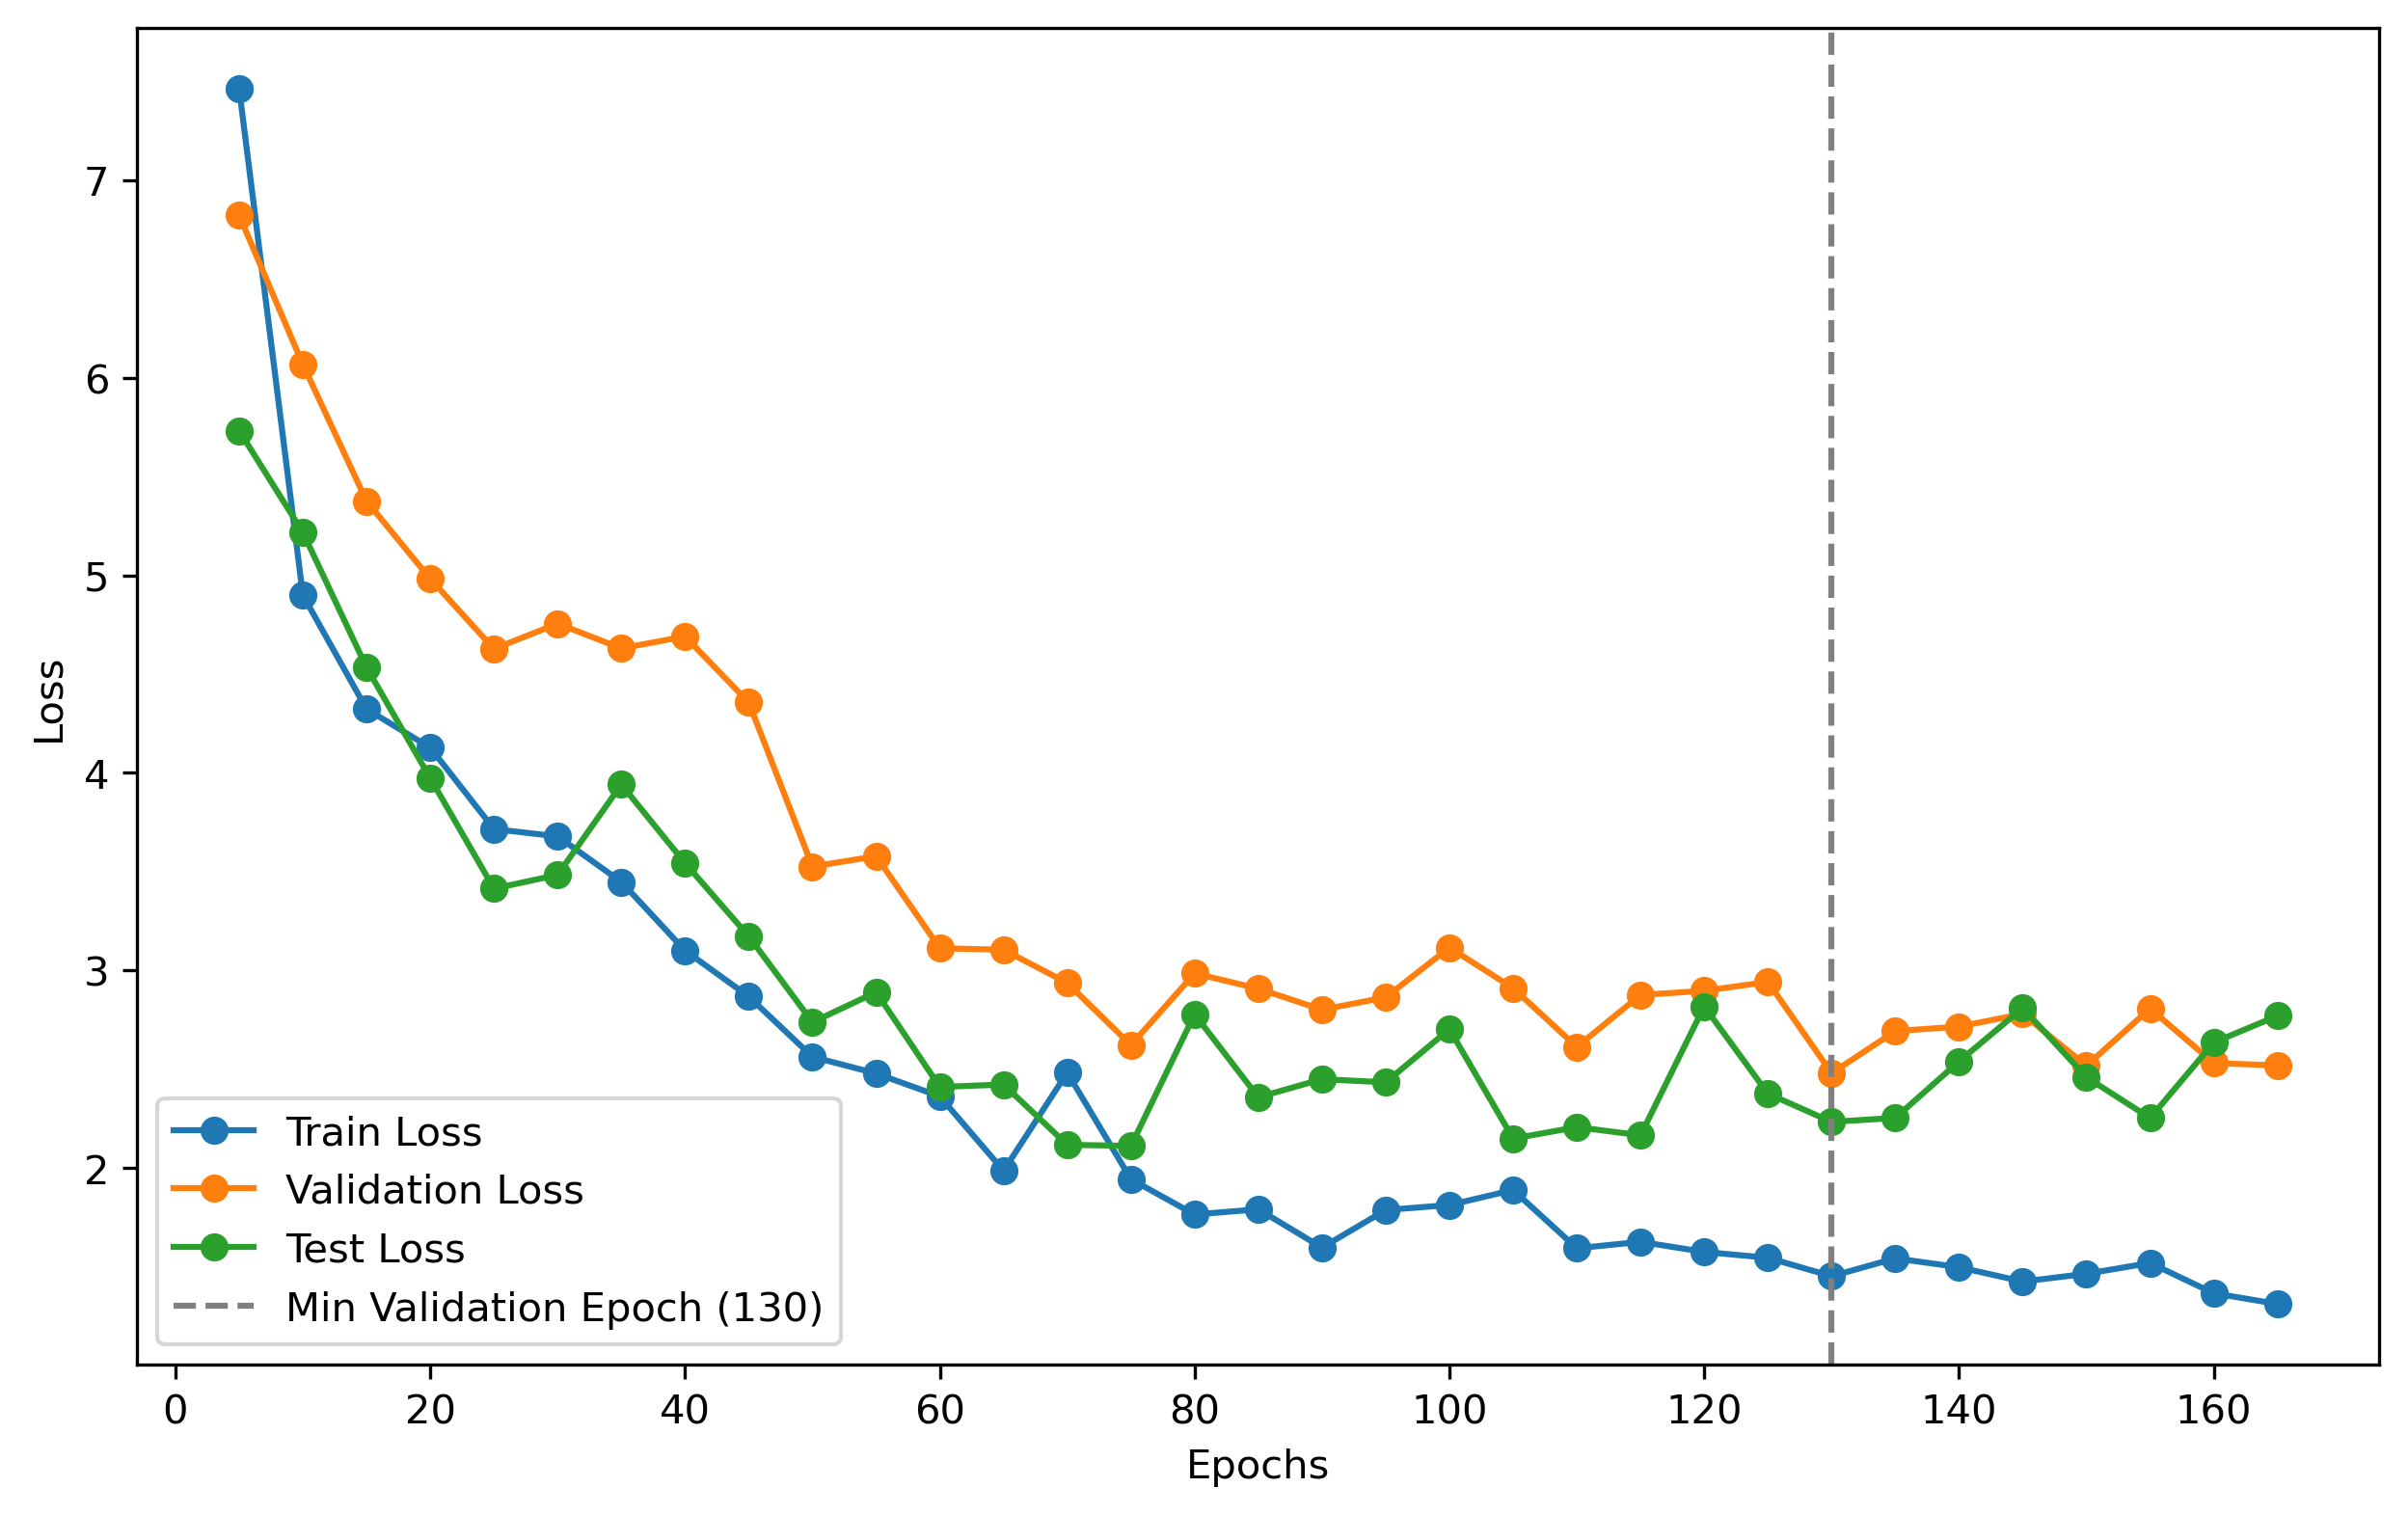 7
6
5
4
3
2
Loss
Train Loss
Validation Loss
Test Loss
Min Validation Epoch (130)
0 20 40 60 80 100 120 140 160
Epochs